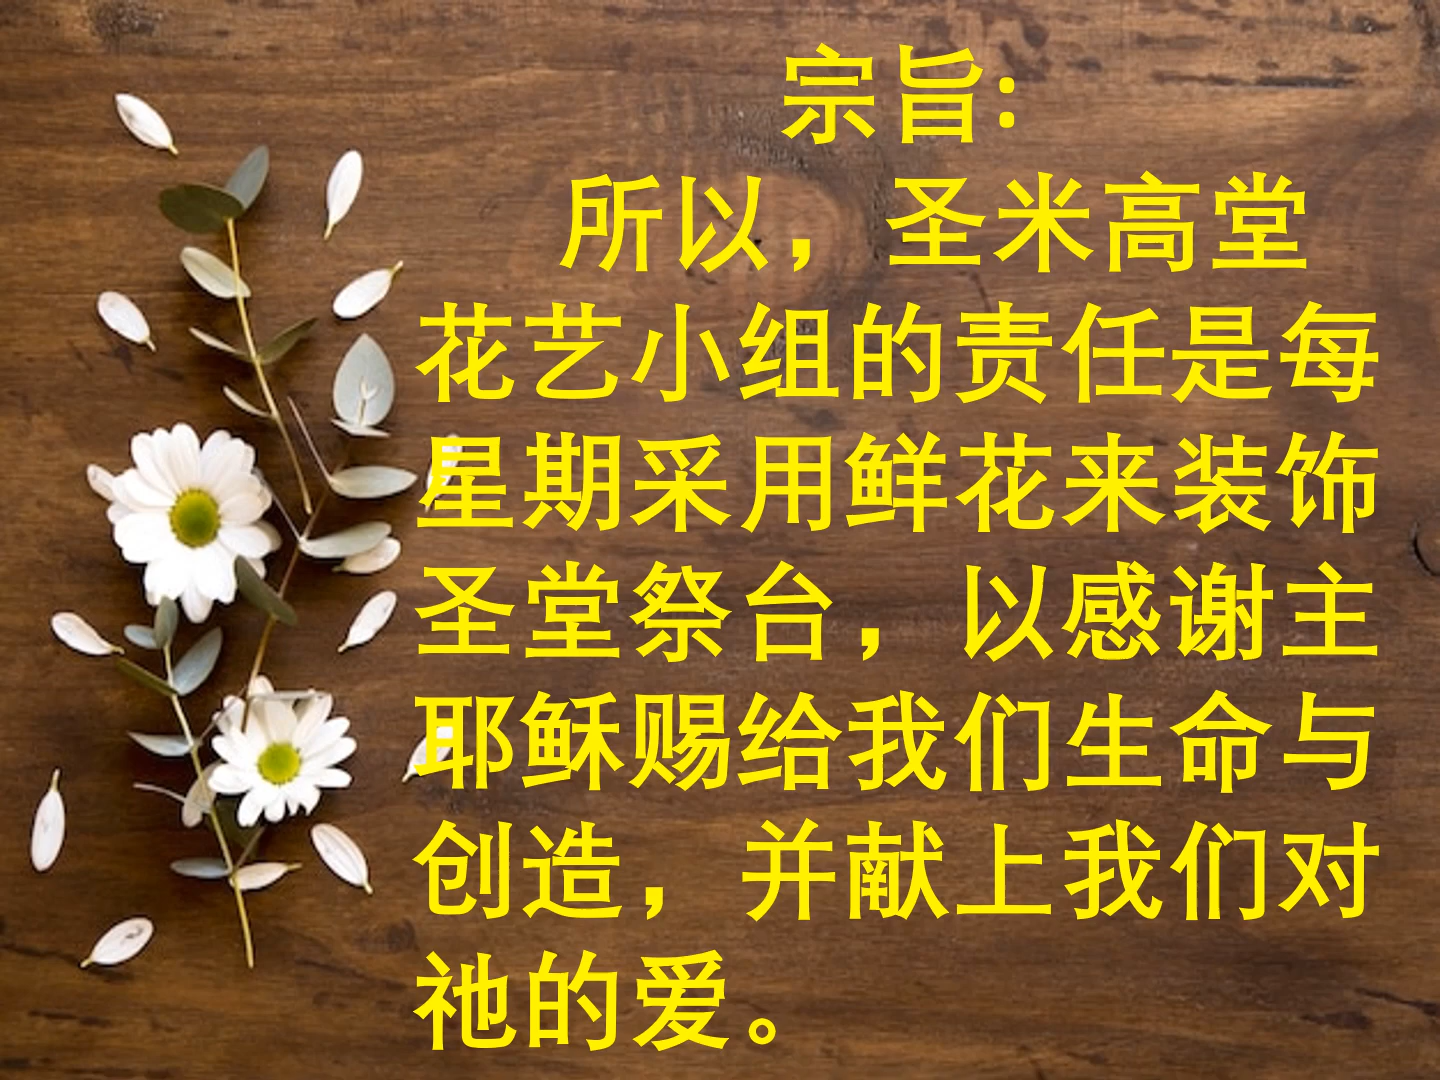 宗旨:
所以，圣米高堂
花艺小组的责任是每
星期采用鲜花来装饰
圣堂祭台，以感谢主
耶稣赐给我们生命与
创造，并献上我们对
祂的爱。